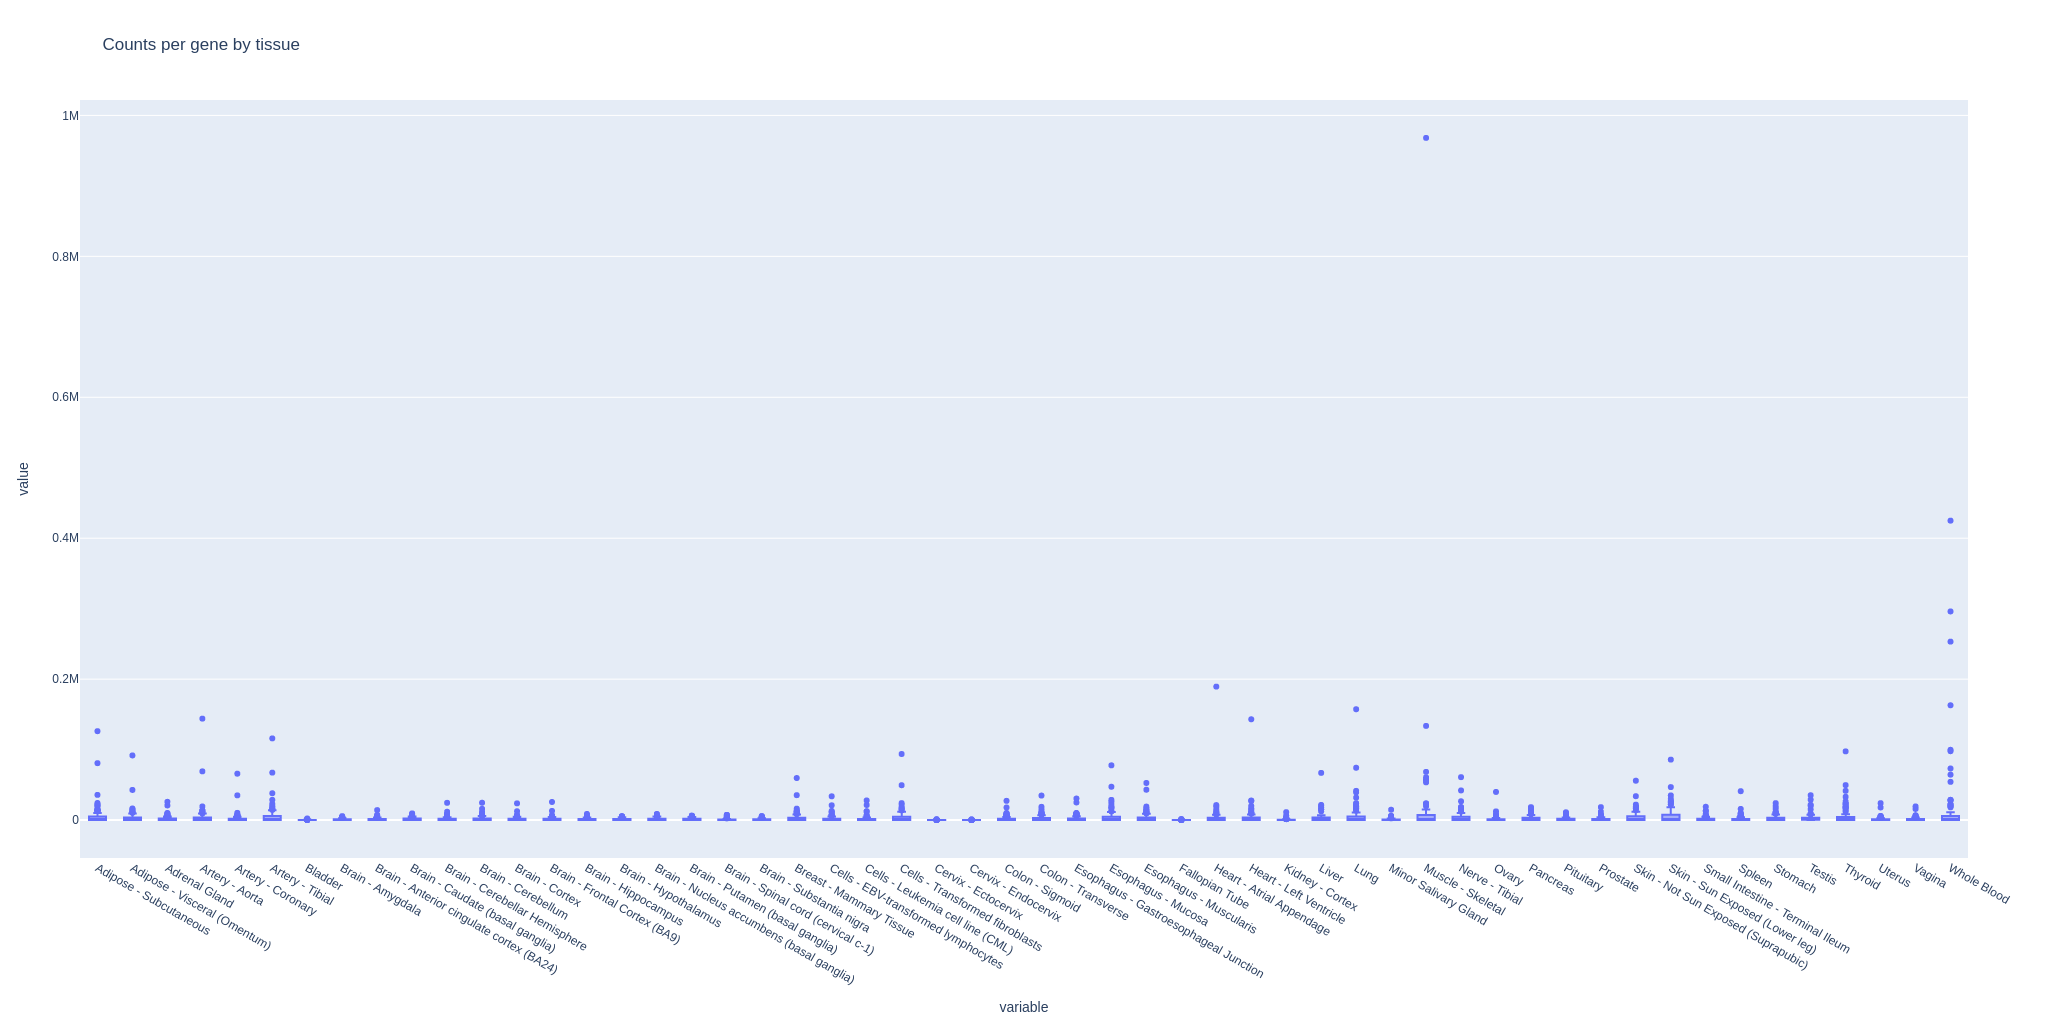 Counts per gene by tissue
1M
0.8M
0.6M
0.4M
0.2M
0
value
Adipose - Subcutaneous
Adipose - Visceral (Omentum)
Adrenal Gland
Artery - Aorta
Artery - Coronary
Artery - Tibial
Bladder
Brain - Amygdala
Brain - Anterior cingulate cortex (BA24)
Brain - Caudate (basal ganglia)
Brain - Cerebellar Hemisphere
Brain - Cerebellum
Brain - Cortex
Brain - Frontal Cortex (BA9)
Brain - Hippocampus
Brain - Hypothalamus
Brain - Nucleus accumbens (basal ganglia)
Brain - Putamen (basal ganglia)
Brain - Spinal cord (cervical c-1)
Brain - Substantia nigra
Breast - Mammary Tissue
Cells - EBV-transformed lymphocytes
Cells - Leukemia cell line (CML)
Cells - Transformed fibroblasts
Cervix - Ectocervix
Cervix - Endocervix
Colon - Sigmoid
Colon - Transverse
Esophagus - Gastroesophageal Junction
Esophagus - Mucosa
Esophagus - Muscularis
Fallopian Tube
Heart - Atrial Appendage
Heart - Left Ventricle
Kidney - Cortex
Liver
Lung
Minor Salivary Gland
Muscle - Skeletal
Nerve - Tibial
Ovary
Pancreas
Pituitary
Prostate
Skin - Not Sun Exposed (Suprapubic)
Skin - Sun Exposed (Lower leg)
Small Intestine - Terminal Ileum
Spleen
Stomach
Testis
Thyroid
Uterus
Vagina
Whole Blood
variable